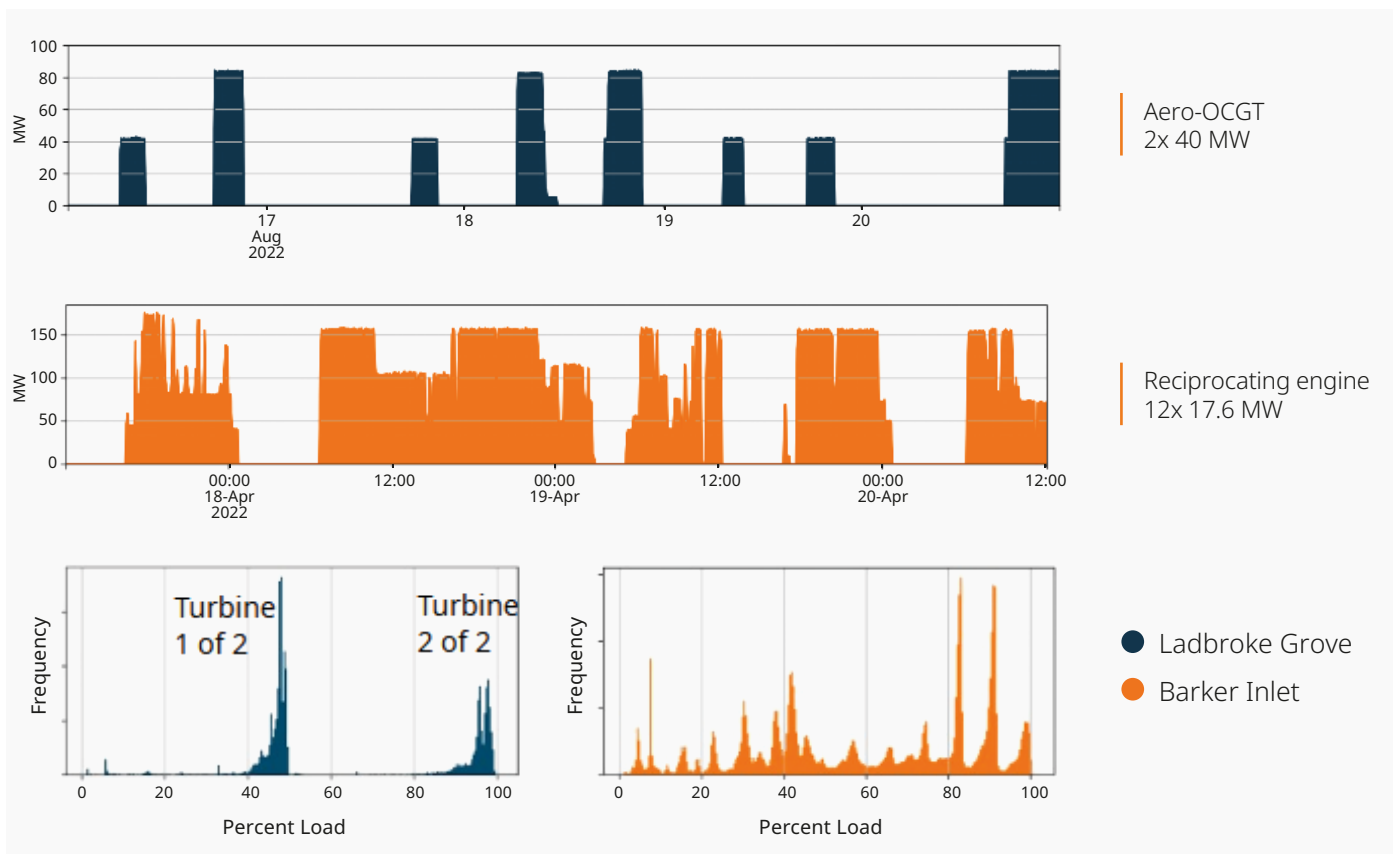 100
80
60
40
20
0
MW
17
Aug
2022
18
19
20
Aero-OCGT
2x 40 MW
150
100
50
0
MW
00:00
18-Apr
2022
12:00
00:00
19-Apr
12:00
00:00
20-Apr
12:00
Reciprocating engine
12x 17.6 MW
Frequency
Turbine
1 of 2
Turbine
2 of 2
0 20 40 60 80 100
Percent Load
Frequency
0 20 40 60 80 100
Percent Load
Ladbroke Grove
Barker Inlet